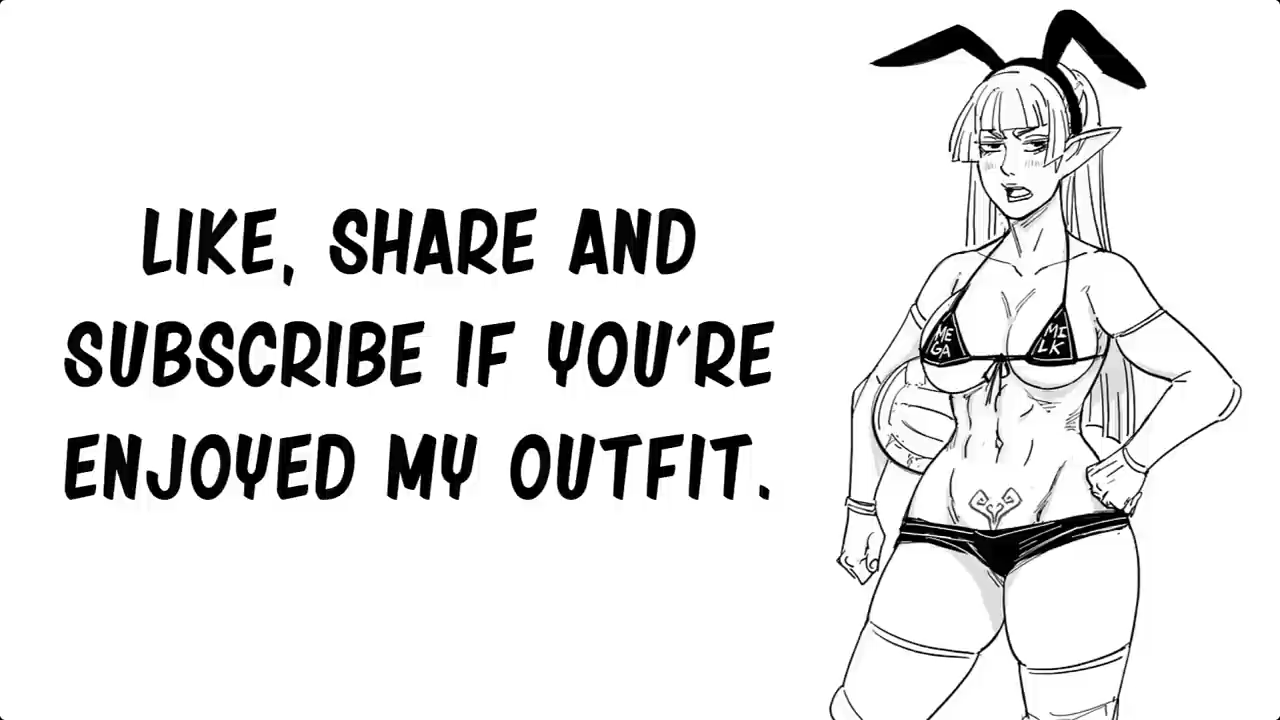 LIKE, SHARE AND
SUBSCRIBE IF YOU'RE
ENJOYED MY OUTFIT.
ME
GA
MI
LK